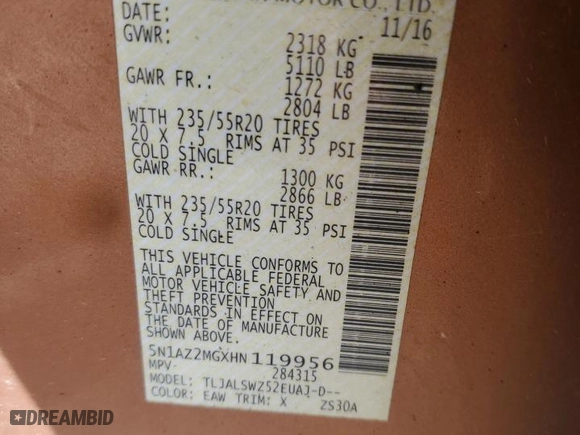 MOTOR CO., LTD.
DATE: 11/16
GVWR: 2318 KG
5110 LB
GAWR FR.: 1272 KG
2804 LB
WITH 235/55R20 TIRES
20 X 7.5 RIMS AT 35 PSI
COLD SINGLE
GAWR RR.: 1300 KG
2866 LB
WITH 235/55R20 TIRES
20 X 7.5 RIMS AT 35 PSI
COLD SINGLE
THIS VEHICLE CONFORMS TO
ALL APPLICABLE FEDERAL
MOTOR VEHICLE SAFETY AND
THEFT PREVENTION
STANDARDS IN EFFECT ON
THE DATE OF MANUFACTURE
SHOWN ABOVE.
5N1AZ2MGXHN119956
MPV 284315
MODEL: TLJALSWZ52EUAJ-D--
COLOR: EAW TRIM: X ZS30A
DREAMBID